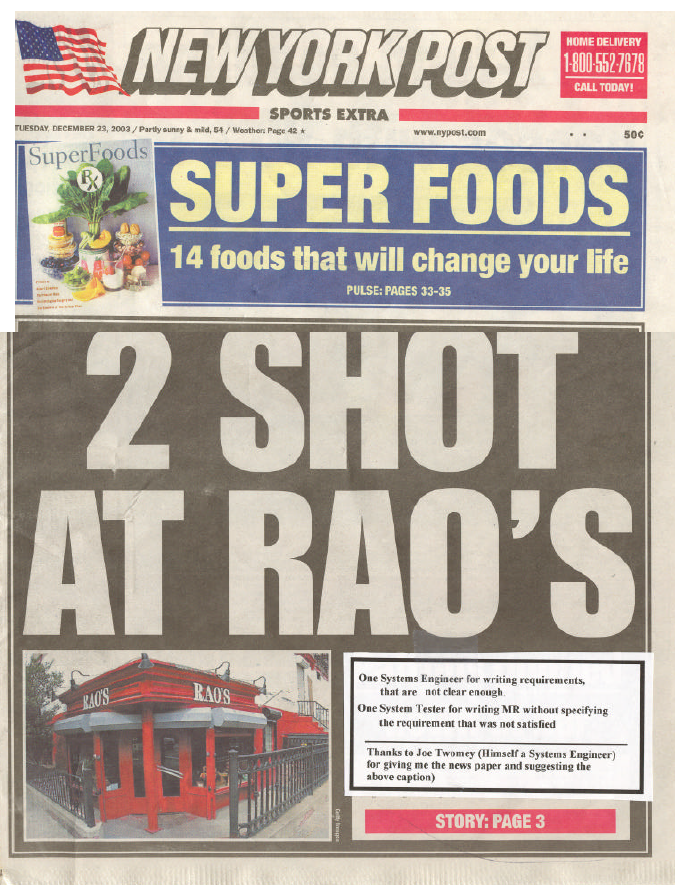 NEW YORK POST
HOME DELIVERY
1-800-552-7678
CALL TODAY!
SPORTS EXTRA
TUESDAY, DECEMBER 23, 2003 / Partly sunny & mild, 54 / Weather: Page 42 ★
www.nypost.com
50¢
SuperFoods
Rx
SUPER FOODS
14 foods that will change your life
PULSE: PAGES 33-35
2 SHOT
AT RAO'S
RAO'S
RAO'S
One Systems Engineer for writing requirements,
that are not clear enough.
One System Tester for writing MR without specifying
the requirement that was not satisfied
Thanks to Joe Twomey (Himself a Systems Engineer)
for giving me the news paper and suggesting the
above caption)
STORY: PAGE 3